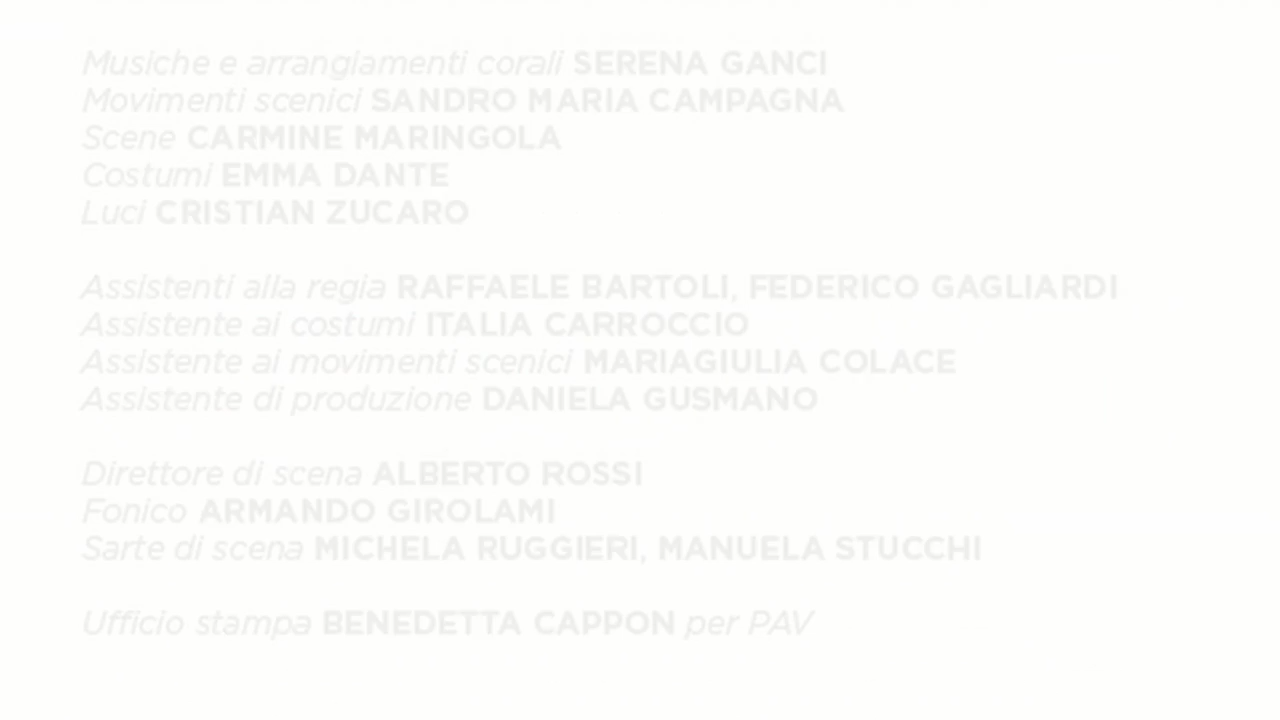 Musiche e arrangiamenti corali SERENA GANCI
Movimenti scenici SANDRO MARIA CAMPAGNA
Scene CARMINE MARINGOLA
Costumi EMMA DANTE
Luci CRISTIAN ZUCARO
Assistenti alla regia RAFFAELE BARTOLI, FEDERICO GAGLIARDI
Assistente ai costumi ITALIA CARROCCIO
Assistente ai movimenti scenici MARIAGIULIA COLACE
Assistente di produzione DANIELA GUSMANO
Direttore di scena ALBERTO ROSSI
Fonico ARMANDO GIROLAMI
Sarte di scena MICHELA RUGGIERI, MANUELA STUCCHI
Ufficio stampa BENEDETTA CAPPON per PAV